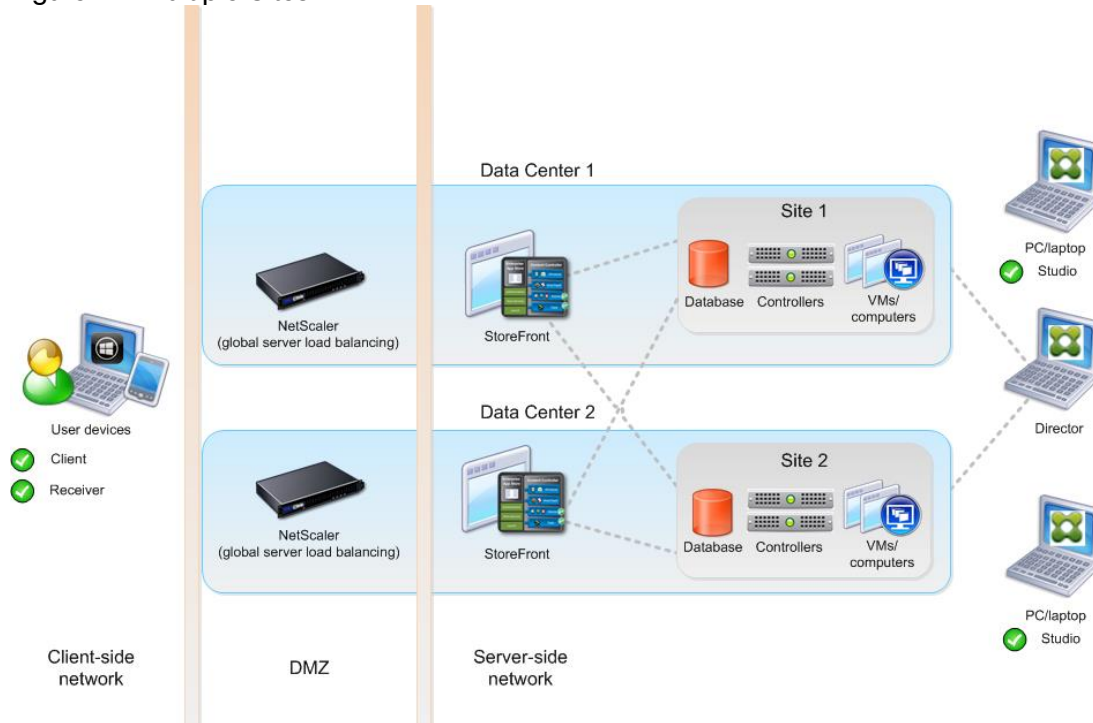 Data Center 1
Site 1
Database
Controllers
VMs/
computers
NetScaler
(global server load balancing)
StoreFront
PC/laptop
Studio
User devices
Client
Receiver
Director
Data Center 2
Site 2
Database
Controllers
VMs/
computers
NetScaler
(global server load balancing)
StoreFront
PC/laptop
Studio
Client-side
network
DMZ
Server-side
network